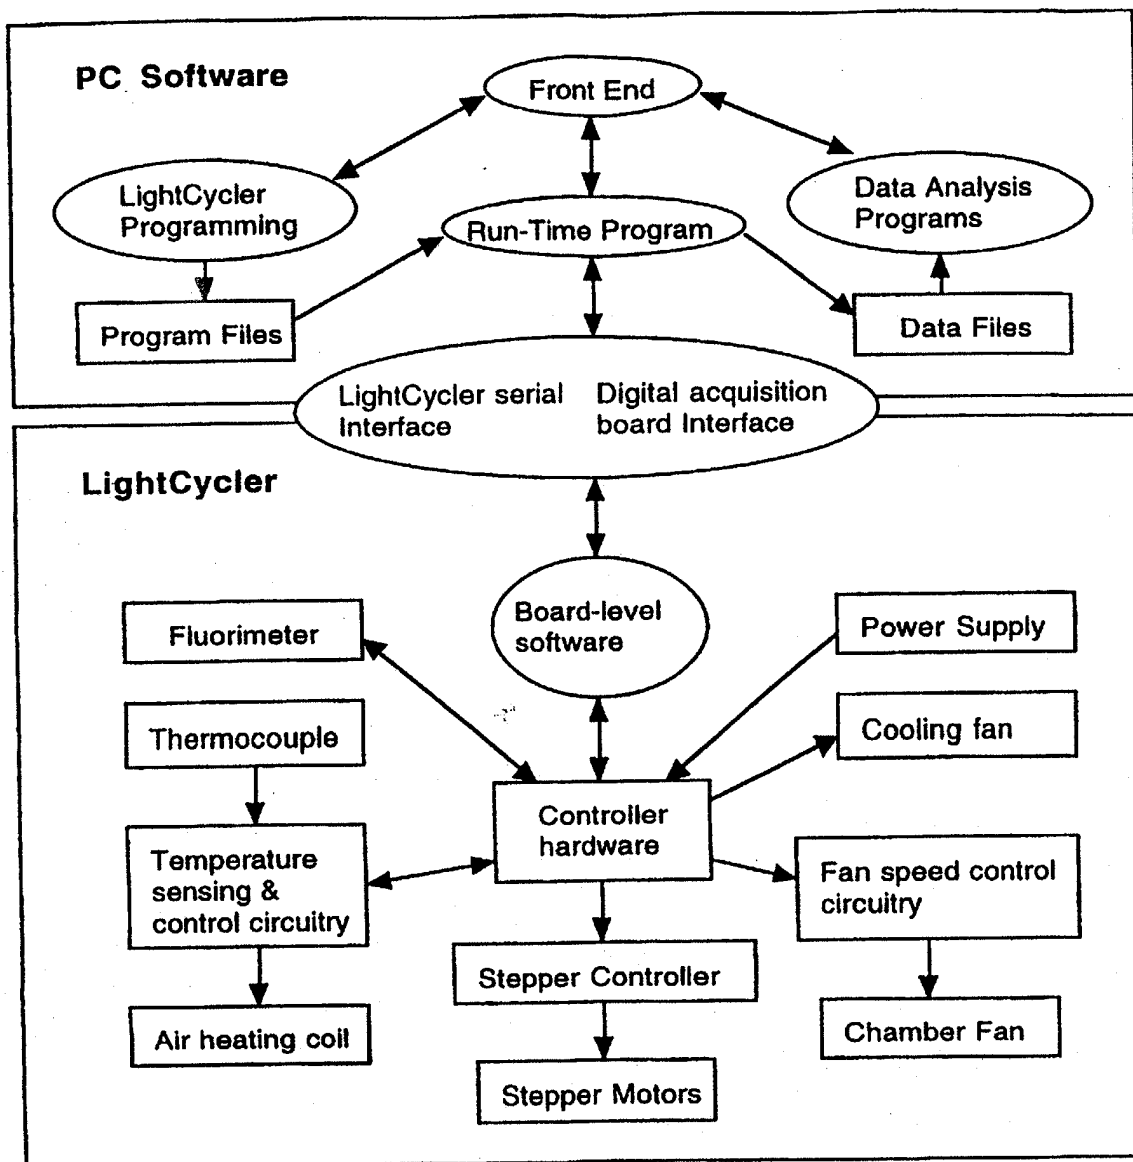 PC Software
Front End
LightCycler
Programming
Data Analysis
Programs
Run-Time Program
Program Files
Data Files
LightCycler serial
Interface
Digital acquisition
board Interface
LightCycler
Board-level
software
Fluorimeter
Power Supply
Thermocouple
Cooling fan
Controller
hardware
Temperature
sensing &
control circuitry
Fan speed control
circuitry
Stepper Controller
Air heating coil
Chamber Fan
Stepper Motors